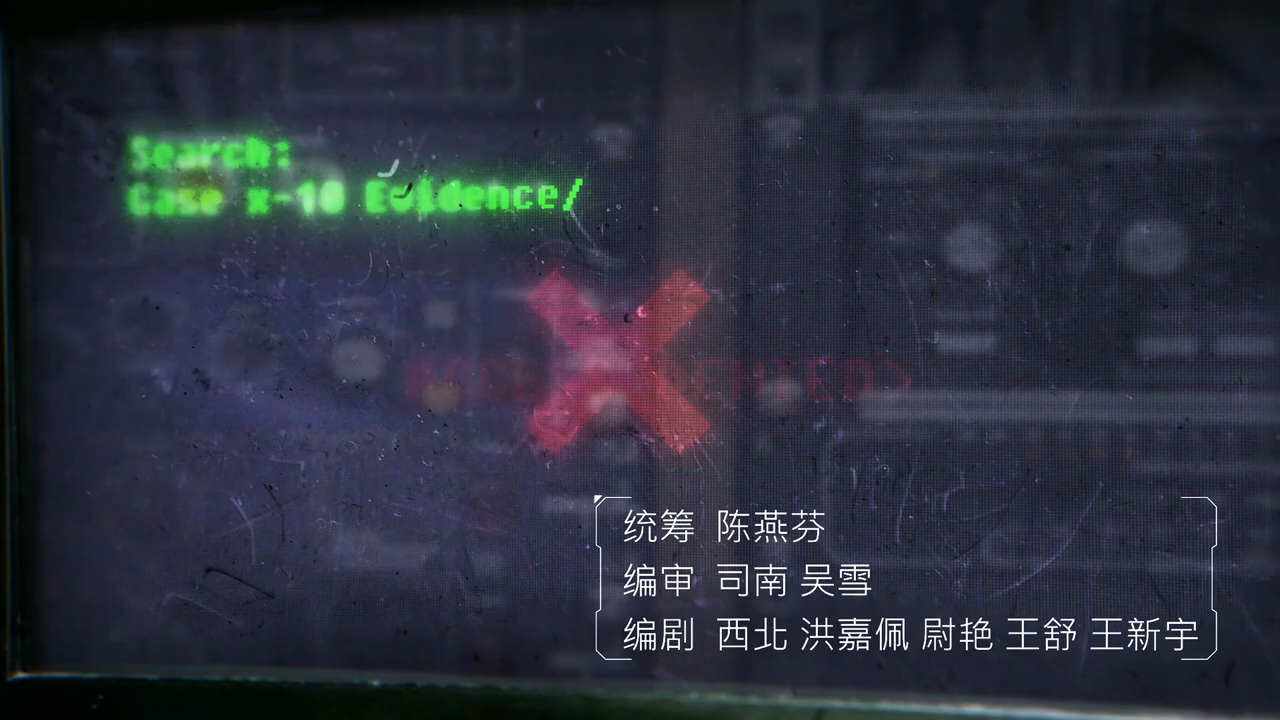 Search:
Case x-10 Evidence/
统筹 陈燕芬
编审 司南 吴雪
编剧 西北 洪嘉佩 尉艳 王舒 王新宇